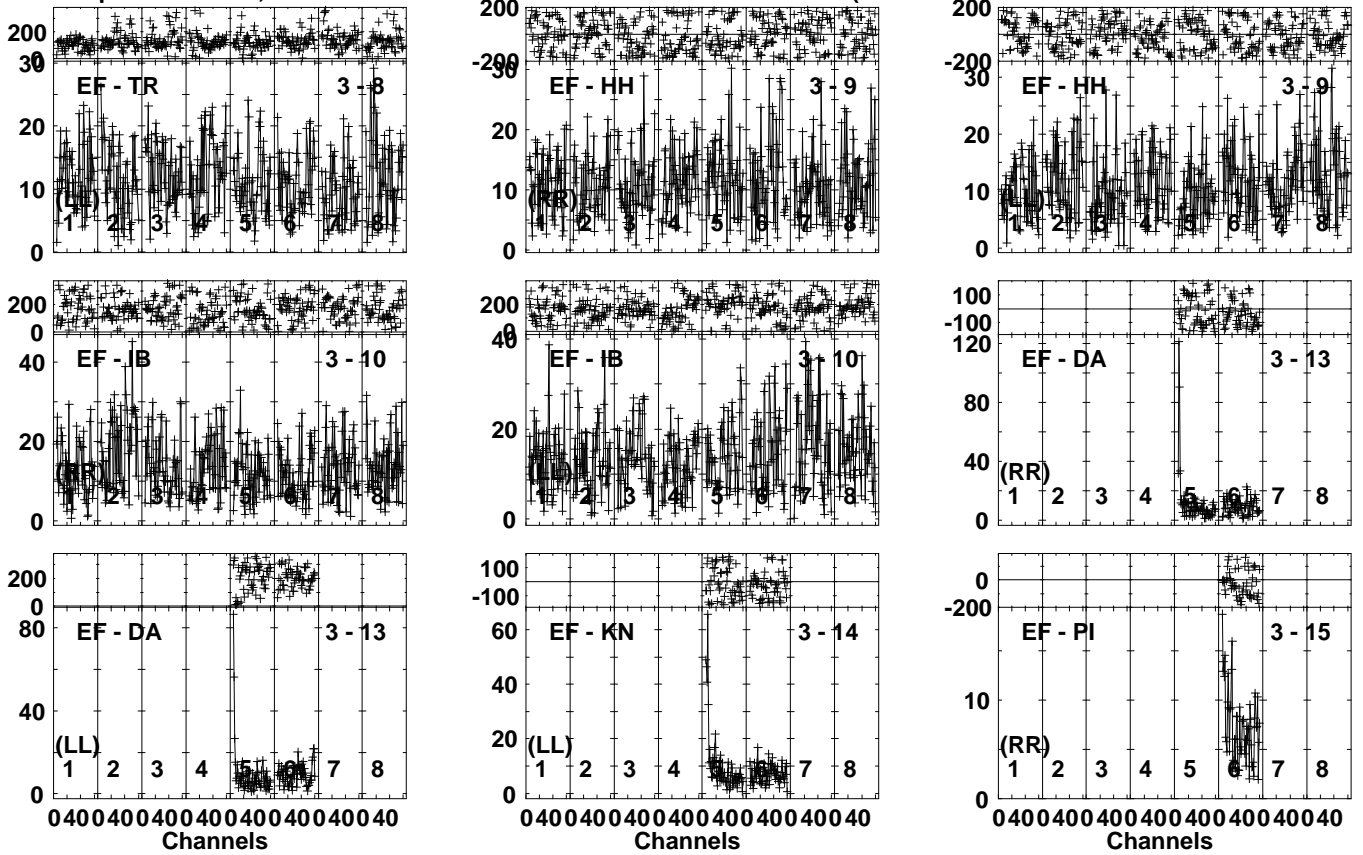 200 200 200
0
30 -200 -200
EF - TR 3 - 8 30 EF - HH 3 - 9 30 EF - HH 3 - 9
20 20 20
10 10 10
(LL) (RR) (LL)
1 2 3 4 5 6 7 8 1 2 3 4 5 6 7 8 1 2 3 4 5 6 7 8
0 0 0
200 200 100
0 0 -100
40 EF - IB 3 - 10 40 EF - IB 3 - 10 120 EF - DA 3 - 13
80
20 20
40
(RR) (LL) (RR)
1 2 3 4 5 6 7 8 1 2 3 4 5 6 7 8 1 2 3 4 5 6 7 8
0 0 0
200 100 0
0 -100 -200
80 EF - DA 3 - 13 60 EF - KN 3 - 14 EF - PI 3 - 15
40 40 10
20
(LL) (LL) (RR)
1 2 3 4 5 6 7 8 1 2 3 4 5 6 7 8 1 2 3 4 5 6 7 8
0 0 0
0 40 0 40 0 40 0 40 0 40 0 40 0 40 0 40 0 40 0 40 0 40 0 40 0 40 0 40 0 40 0 40 0 40 0 40 0 40 0 40 0 40 0 40 0 40 0 40
Channels Channels Channels